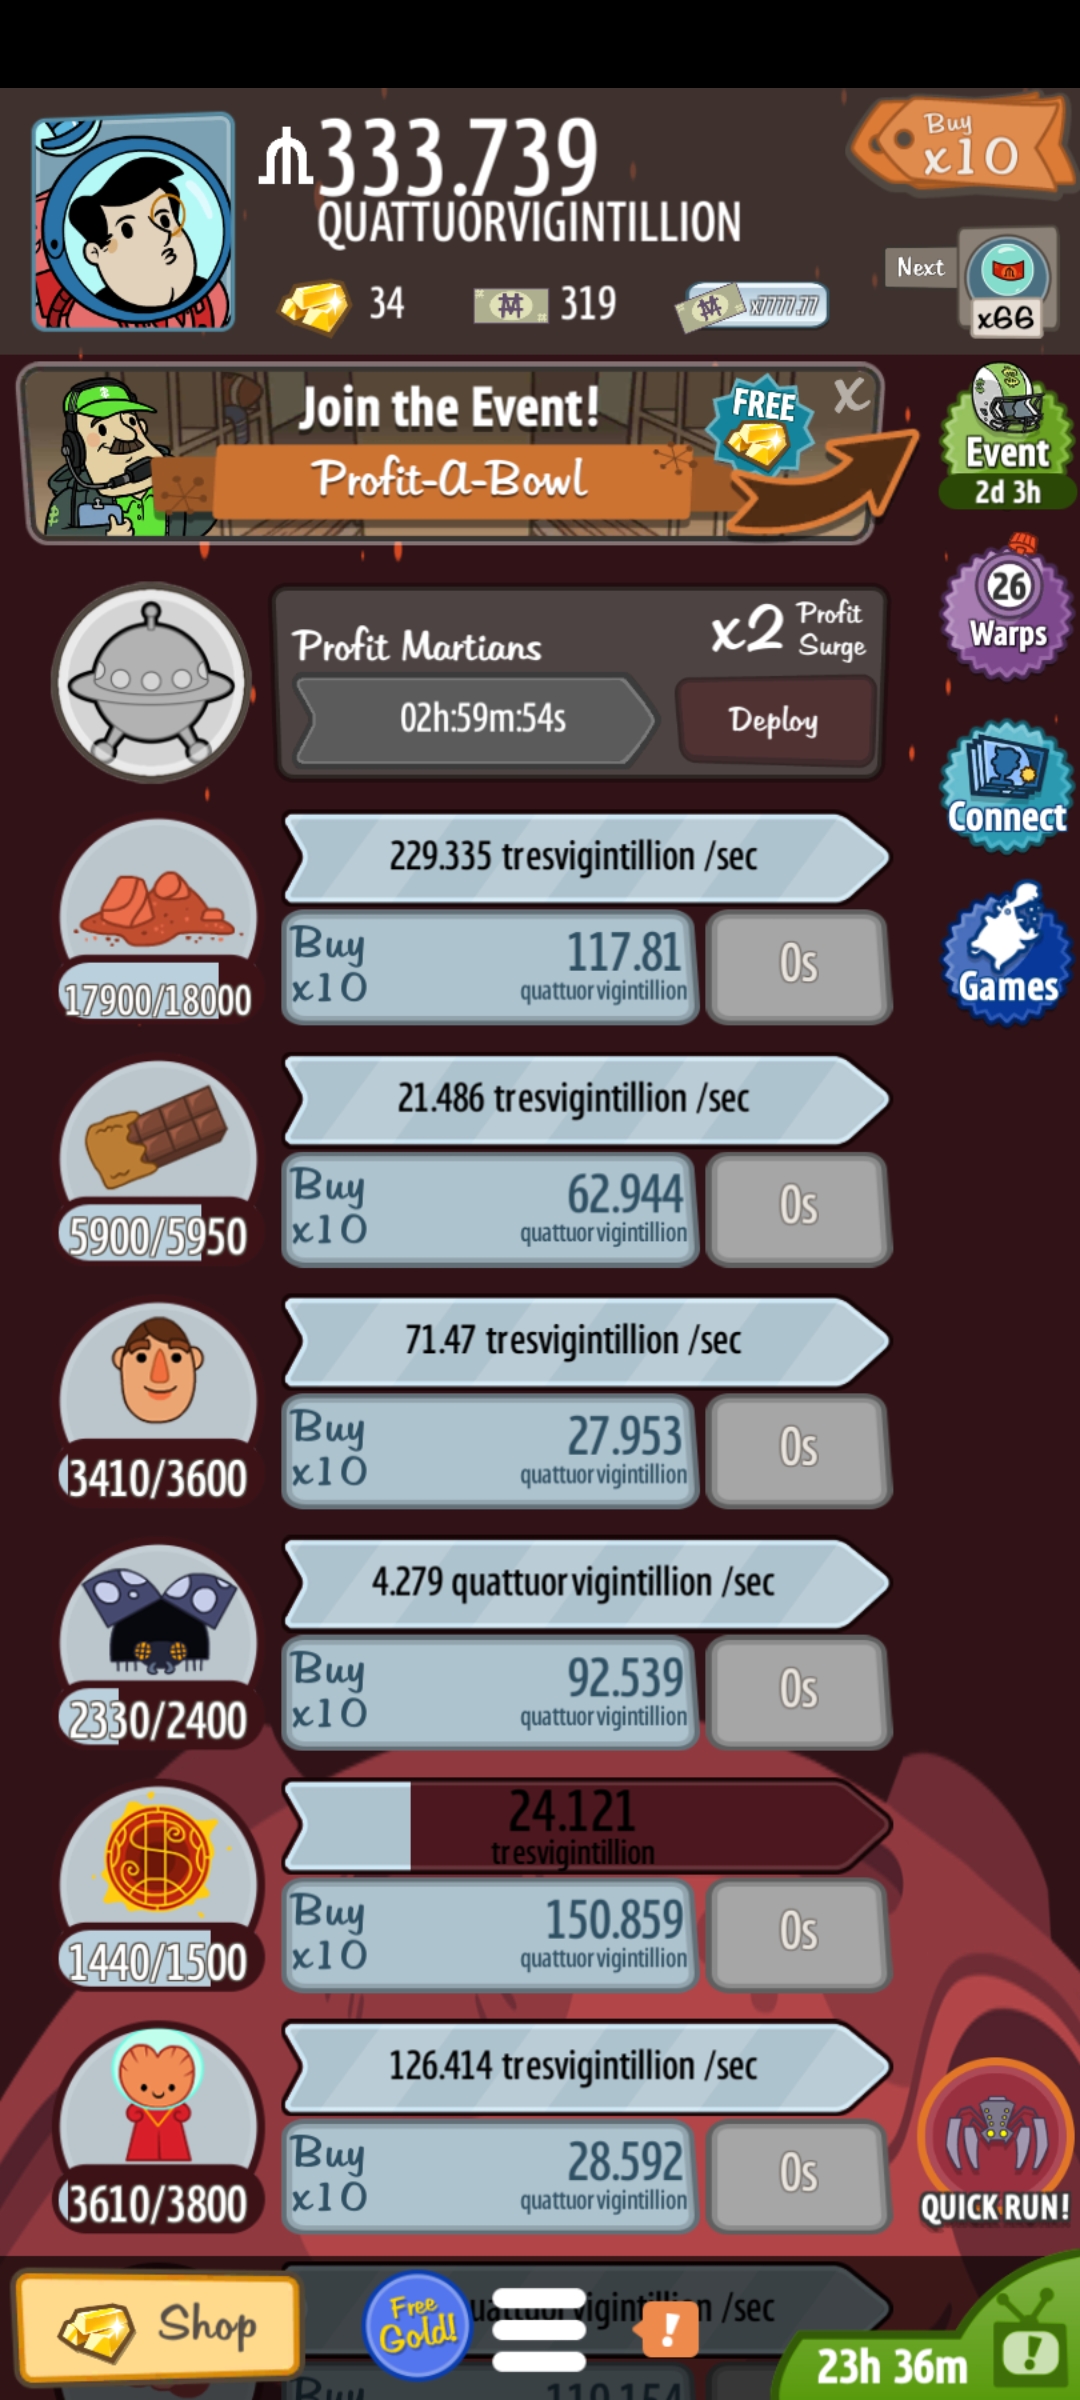 333.739
QUATTUORVIGINTILLION
Buy
x10
34
319
x7777.77
Next
x66
Join the Event!
Profit-A-Bowl
FREE
X
Event
2d 3h
26
Warps
Connect
Games
Profit Martians
x2 Profit Surge
02h:59m:54s
Deploy
229.335 tresvigintillion /sec
Buy
x10
117.81
quattuorvigintillion
0s
17900/18000
21.486 tresvigintillion /sec
Buy
x10
62.944
quattuorvigintillion
0s
5900/5950
71.47 tresvigintillion /sec
Buy
x10
27.953
quattuorvigintillion
0s
3410/3600
4.279 quattuorvigintillion /sec
Buy
x10
92.539
quattuorvigintillion
0s
2330/2400
24.121
tresvigintillion
Buy
x10
150.859
quattuorvigintillion
0s
1440/1500
126.414 tresvigintillion /sec
Buy
x10
28.592
quattuorvigintillion
0s
3610/3800
QUICK RUN!
/sec
Shop
Free
Gold!
!
23h 36m
!
Buy